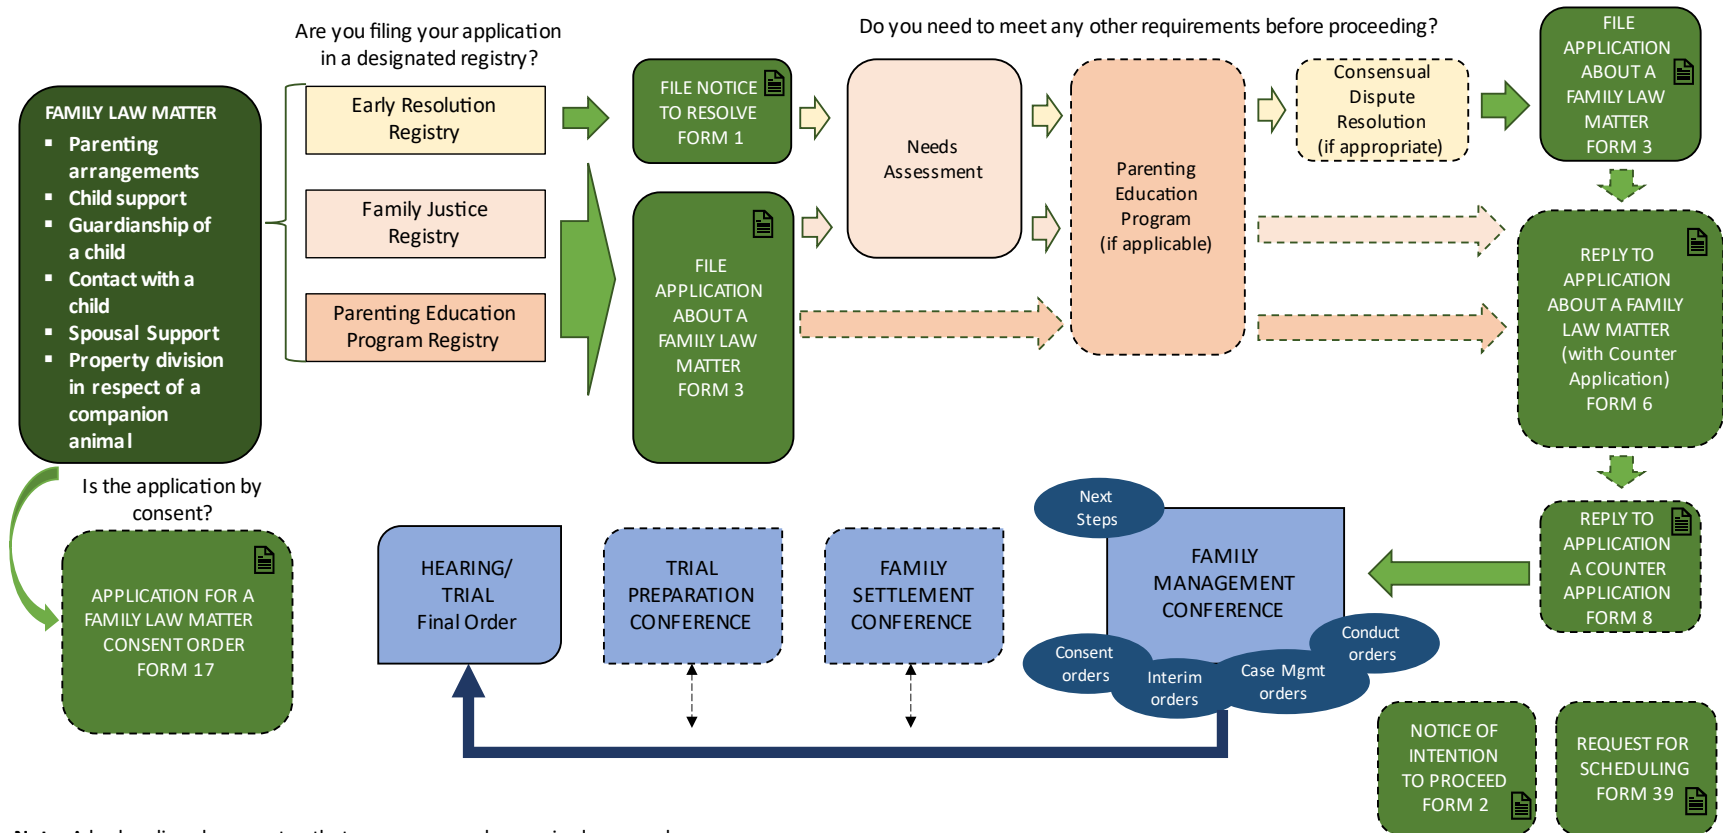 Are you filing your application
in a designated registry?
Do you need to meet any other requirements before proceeding?
FAMILY LAW MATTER
▪ Parenting
arrangements
▪ Child support
▪ Guardianship of
a child
▪ Contact with a
child
▪ Spousal Support
▪ Property division
in respect of a
companion
animal
Early Resolution
Registry
Family Justice
Registry
Parenting Education
Program Registry
FILE NOTICE
TO RESOLVE
FORM 1
FILE
APPLICATION
ABOUT A
FAMILY LAW
MATTER
FORM 3
Needs
Assessment
Parenting
Education
Program
(if applicable)
Consensual
Dispute
Resolution
(if appropriate)
FILE
APPLICATION
ABOUT A
FAMILY LAW
MATTER
FORM 3
REPLY TO
APPLICATION
ABOUT A FAMILY
LAW MATTER
(with Counter
Application)
FORM 6
REPLY TO
APPLICATION
A COUNTER
APPLICATION
FORM 8
Is the application by
consent?
APPLICATION FOR A
FAMILY LAW MATTER
CONSENT ORDER
FORM 17
HEARING/
TRIAL
Final Order
TRIAL
PREPARATION
CONFERENCE
FAMILY
SETTLEMENT
CONFERENCE
Next
Steps
FAMILY
MANAGEMENT
CONFERENCE
Consent
orders
Interim
orders
Case Mgmt
orders
Conduct
orders
NOTICE OF
INTENTION
TO PROCEED
FORM 2
REQUEST FOR
SCHEDULING
FORM 39